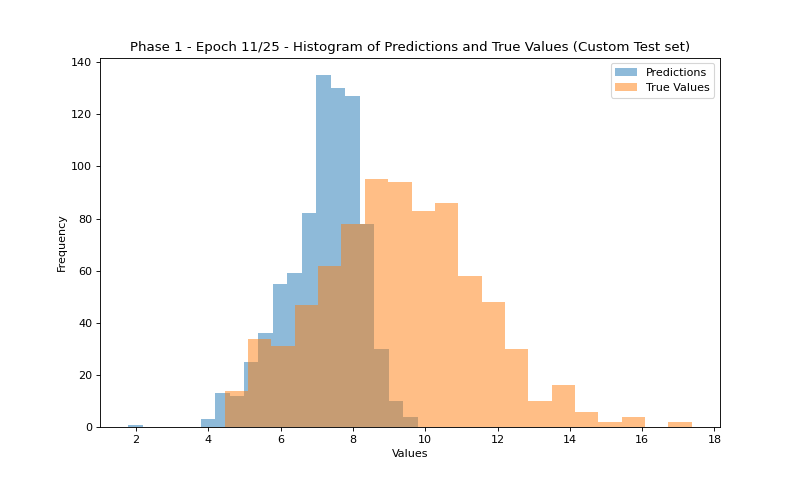 Phase 1 - Epoch 11/25 - Histogram of Predictions and True Values (Custom Test set)
Predictions
True Values
140
120
100
80
60
40
20
0
Frequency
2 4 6 8 10 12 14 16 18
Values